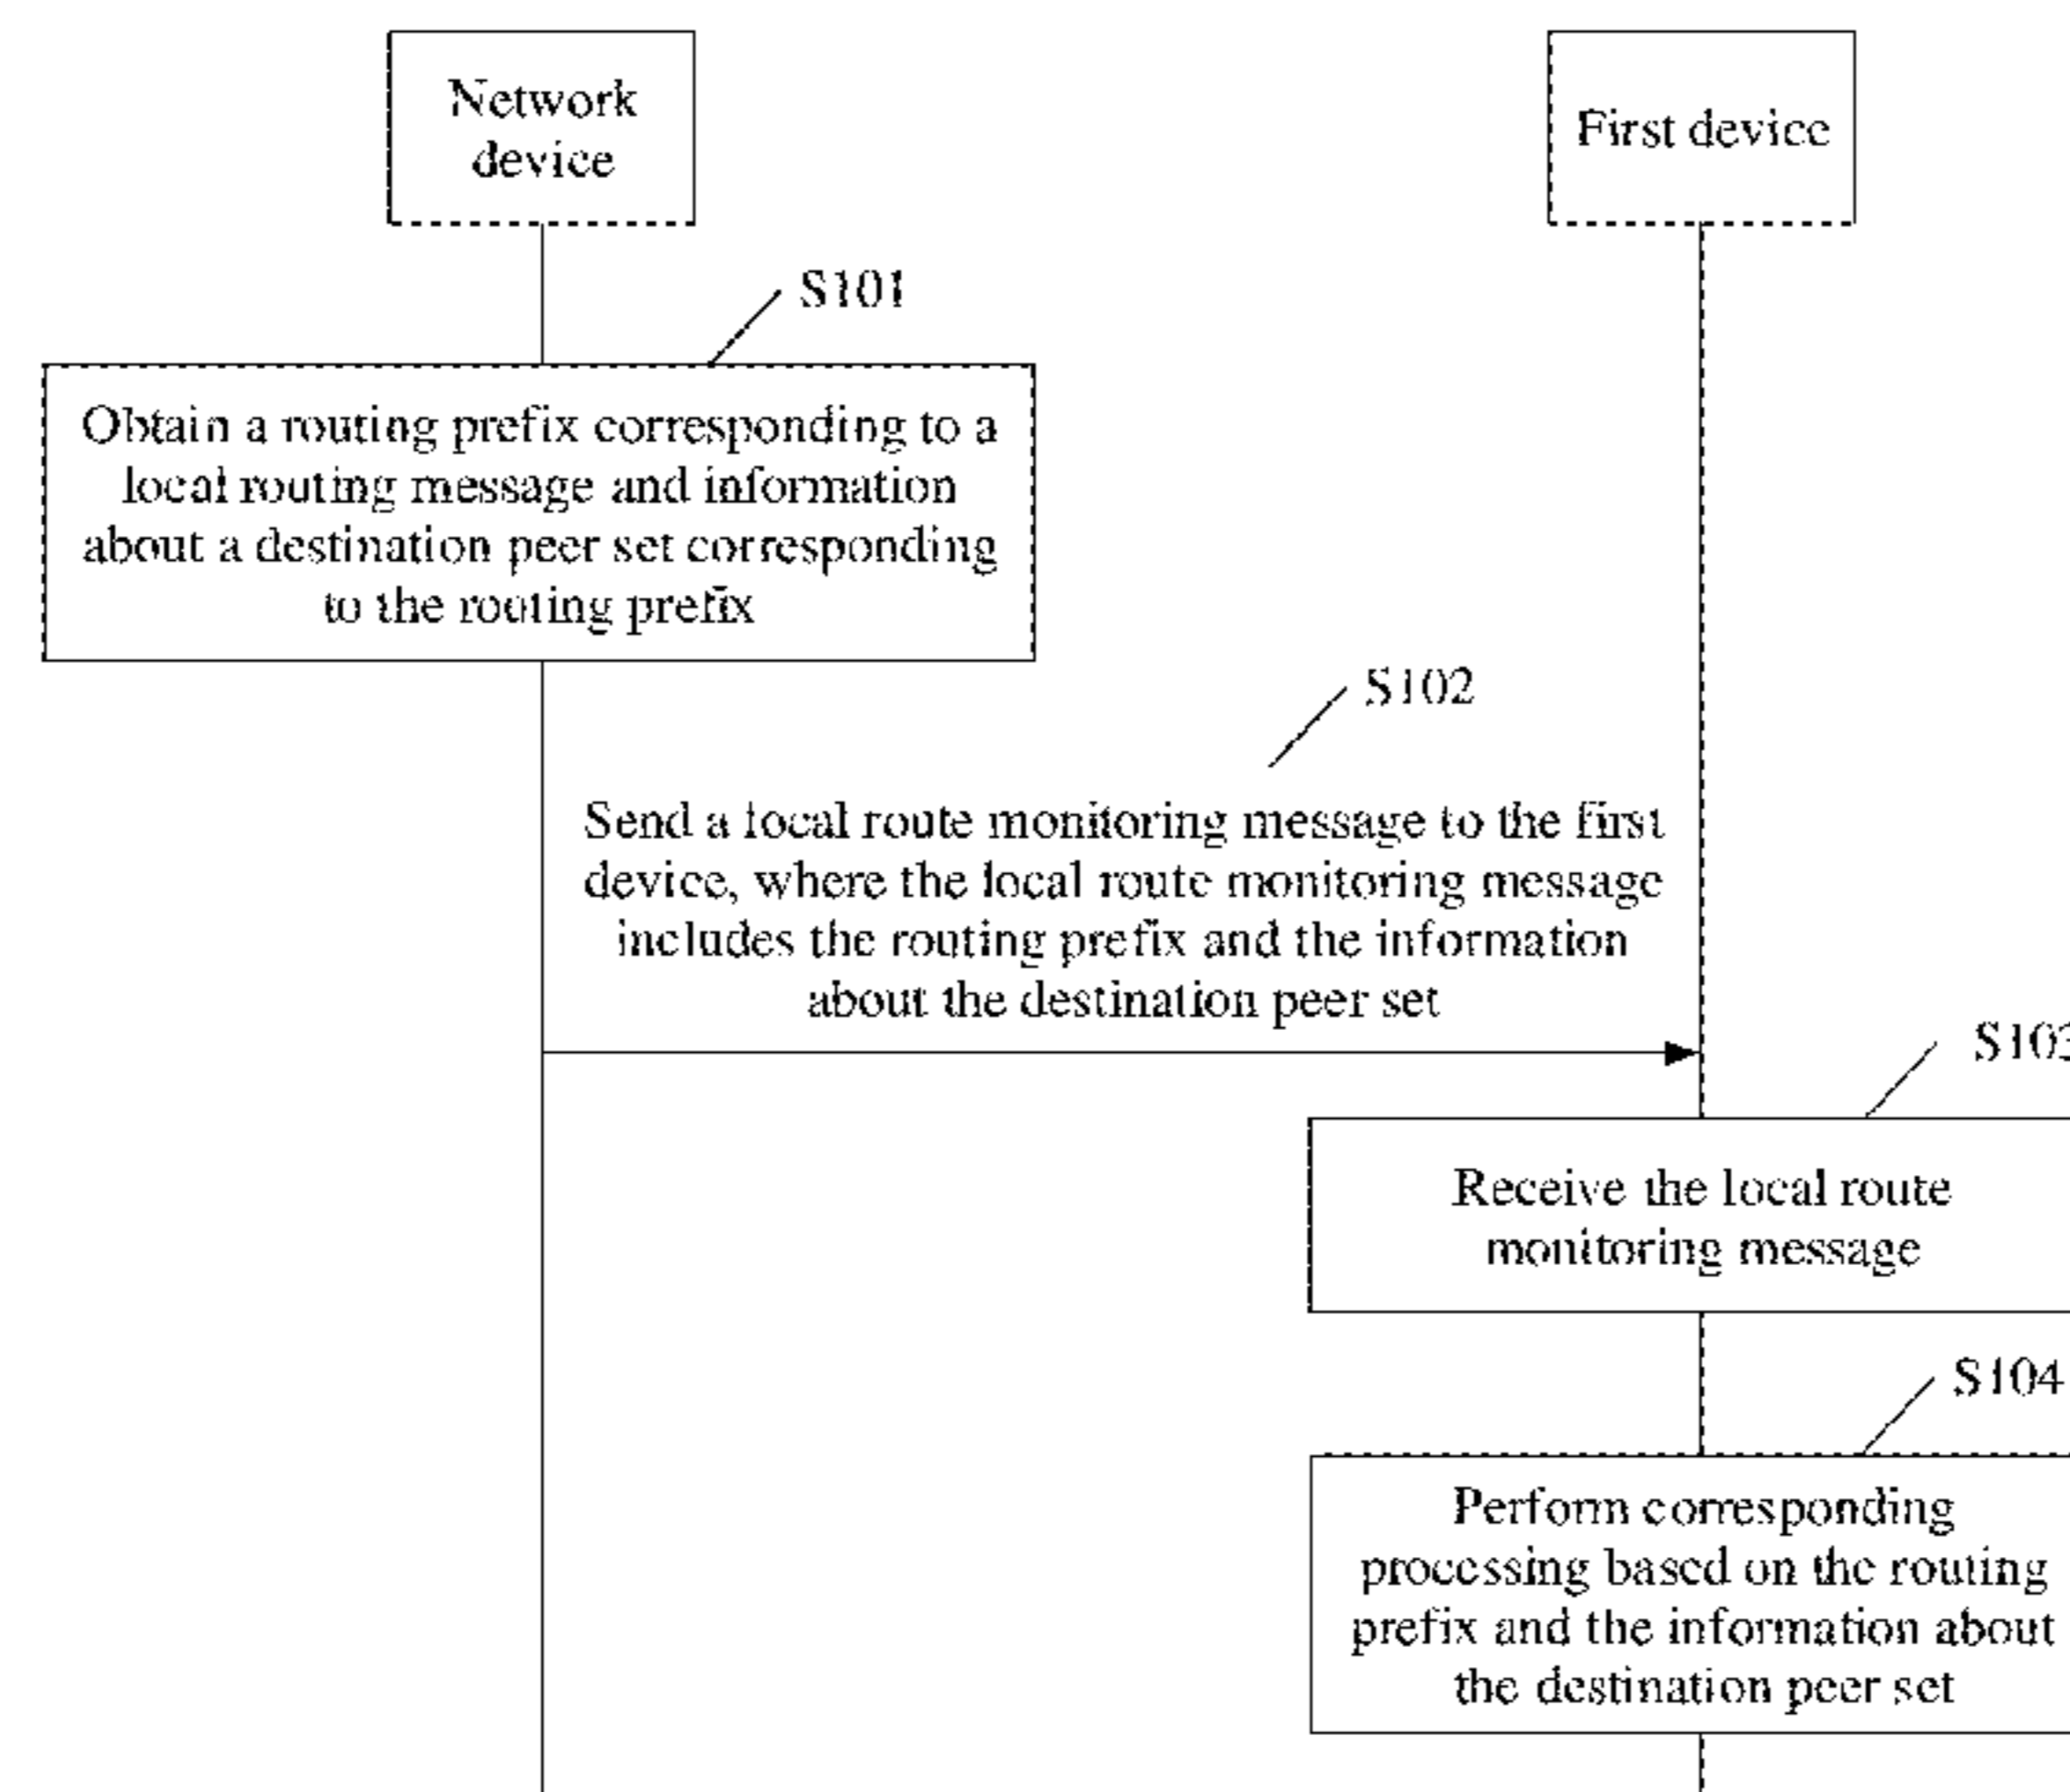 Network
device
First device
S101
Obtain a routing prefix corresponding to a
local routing message and information
about a destination peer set corresponding
to the routing prefix
S102
Send a local route monitoring message to the first
device, where the local route monitoring message
includes the routing prefix and the information
about the destination peer set
S103
Receive the local route
monitoring message
S104
Perform corresponding
processing based on the routing
prefix and the information about
the destination peer set